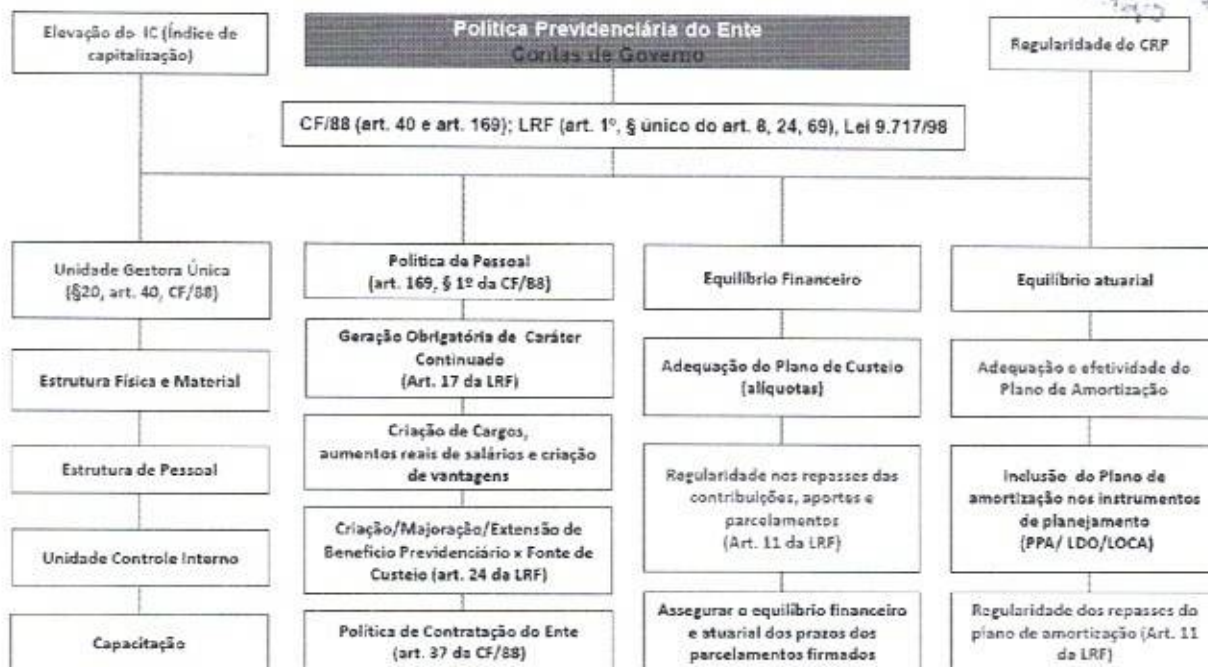 Elevação do IC (Índice de
capitalização)
Política Previdenciária do Ente
Contas de Governo
Regularidade do CRP
CF/88 (art. 40 e art. 169); LRF (art. 1º, § único do art. 8, 24, 69), Lei 9.717/98
Unidade Gestora Única
(§20, art. 40, CF/88)
Estrutura Física e Material
Estrutura de Pessoal
Unidade Controle Interno
Capacitação
Política de Pessoal
(art. 169, § 1º da CF/88)
Geração Obrigatória de Caráter
Continuado
(Art. 17 da LRF)
Criação de Cargos,
aumentos reais de salários e criação
de vantagens
Criação/Majoração/Extensão de
Benefício Previdenciário x Fonte de
Custeio (art. 24 da LRF)
Política de Contratação do Ente
(art. 37 da CF/88)
Equilíbrio Financeiro
Adequação do Plano de Custeio
(alíquotas)
Regularidade nos repasses das
contribuições, aportes e
parcelamentos
(Art. 11 da LRF)
Assegurar o equilíbrio financeiro
e atuarial dos prazos dos
parcelamentos firmados
Equilíbrio atuarial
Adequação e efetividade do
Plano de Amortização
Inclusão do Plano de
amortização nos instrumentos
de planejamento
(PPA/ LDO/LOCA)
Regularidade dos repasses do
plano de amortização (Art. 11
da LRF)